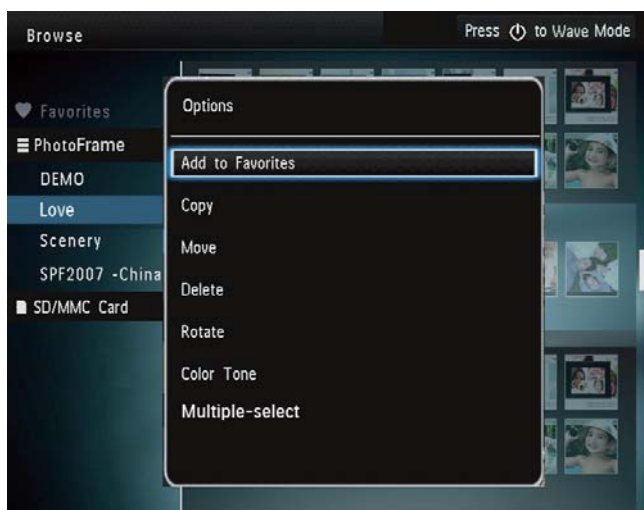 Browse
Press to Wave Mode
Favorites
PhotoFrame
DEMO
Love
Scenery
SPF2007 -China
SD/MMC Card
Options
Add to Favorites
Copy
Move
Delete
Rotate
Color Tone
Multiple-select